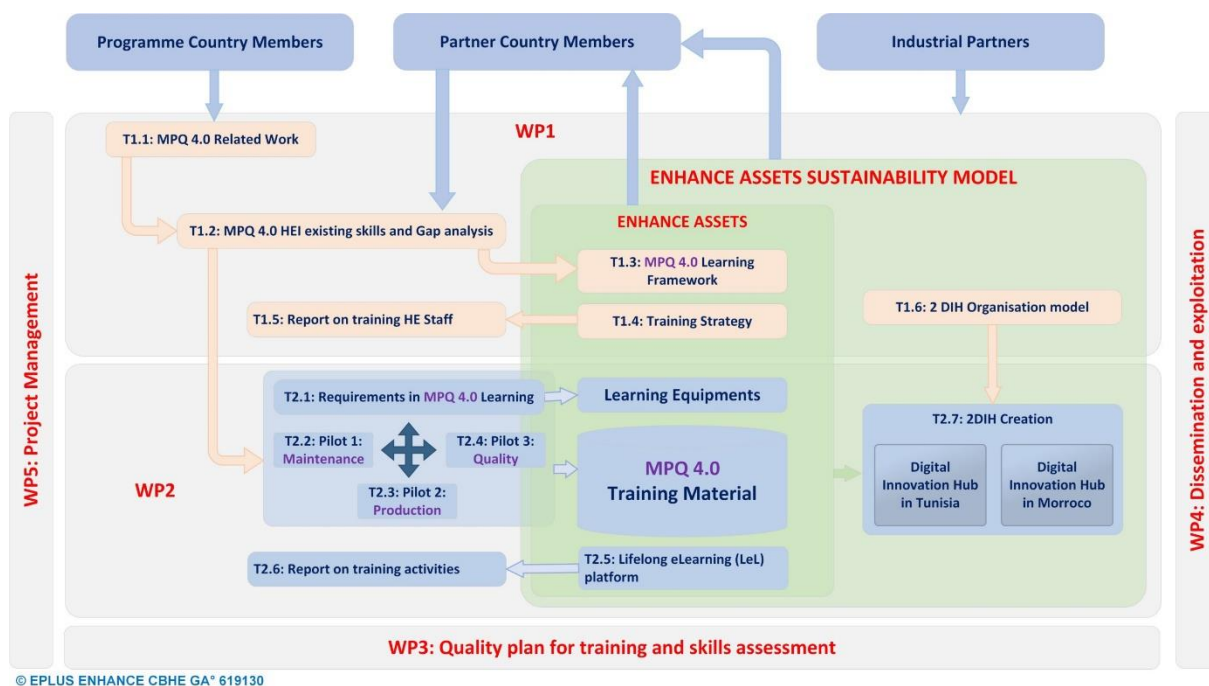 Programme Country Members
Partner Country Members
Industrial Partners
WP5: Project Management
WP4: Dissemination and exploitation
WP1
T1.1: MPQ 4.0 Related Work
ENHANCE ASSETS SUSTAINABILITY MODEL
ENHANCE ASSETS
T1.2: MPQ 4.0 HEI existing skills and Gap analysis
T1.3: MPQ 4.0 Learning
Framework
T1.5: Report on training HE Staff
T1.4: Training Strategy
T1.6: 2 DIH Organisation model
WP2
T2.1: Requirements in MPQ 4.0 Learning
Learning Equipments
T2.2: Pilot 1:
Maintenance
T2.4: Pilot 3:
Quality
T2.3: Pilot 2:
Production
MPQ 4.0
Training Material
T2.7: 2DIH Creation
Digital
Innovation Hub
in Tunisia
Digital
Innovation Hub
in Morroco
T2.6: Report on training activities
T2.5: Lifelong eLearning (LeL)
platform
WP3: Quality plan for training and skills assessment
© EPLUS ENHANCE CBHE GA° 619130